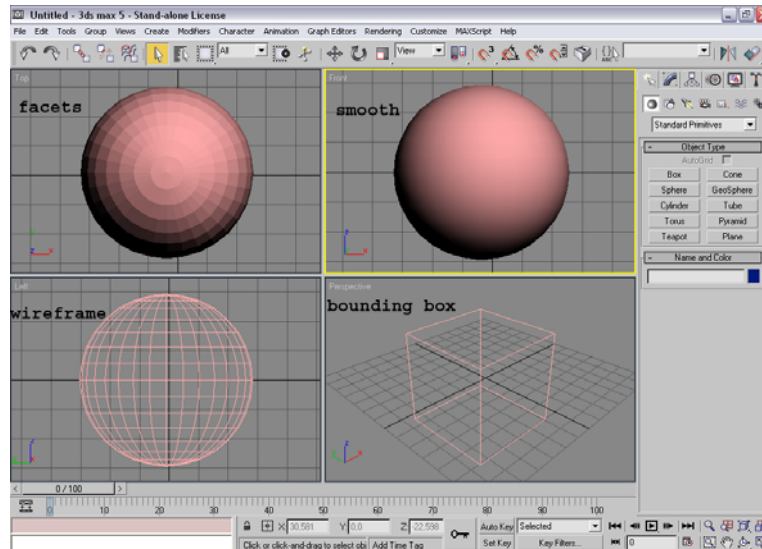 Untitled - 3ds max 5 - Stand-alone License
File Edit Tools Group Views Create Modifiers Character Animation Graph Editors Rendering Customize MAXScript Help
All
View
Top
facets
Front
smooth
Left
wireframe
Perspective
bounding box
Standard Primitives
- Object Type
AutoGrid
Box Cone
Sphere GeoSphere
Cylinder Tube
Torus Pyramid
Teapot Plane
- Name and Color
< 0 / 100 >
0 10 20 30 40 50 60 70 80 90 100
X: 30,581 Y: 0,0 Z: -22,598
Auto Key Selected
Click or click-and-drag to select obj Add Time Tag
Set Key Key Filters... 0